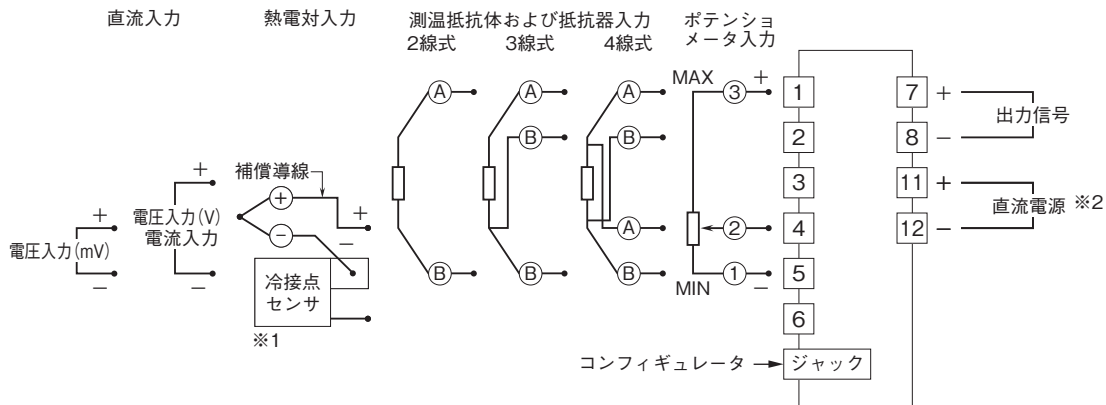 直流入力
熱電対入力
測温抵抗体および抵抗器入力
2線式
3線式
4線式
ポテンショ
メータ入力
A
B
A
B
B
A
B
A
B
MAX
3
+
2
1
−
MIN
補償導線
+
−
+
−
冷接点
センサ
※1
+
電圧入力(V)
電流入力
−
+
電圧入力(mV)
−
1
2
3
4
5
6
コンフィギュレータ
ジャック
7
+
8
−
出力信号
11
+
12
−
直流電源 ※2